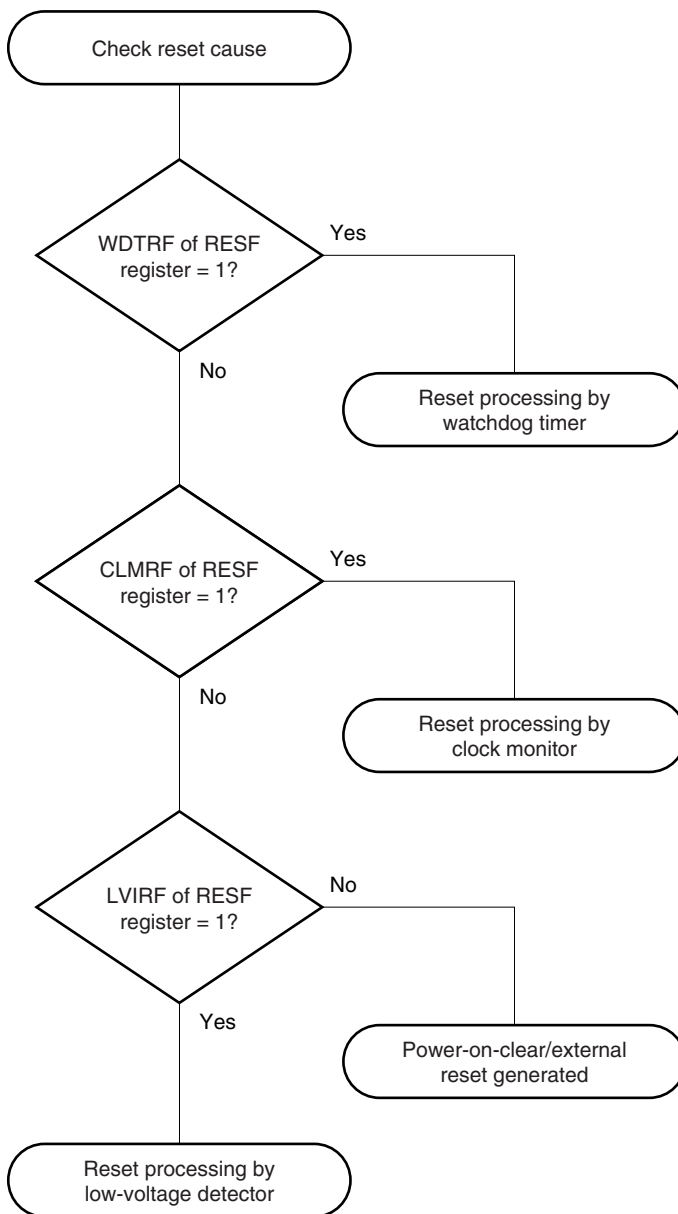 Check reset cause
WDTRF of RESF
register = 1?
Yes
No
Reset processing by
watchdog timer
CLMRF of RESF
register = 1?
Yes
No
Reset processing by
clock monitor
LVIRF of RESF
register = 1?
No
Yes
Power-on-clear/external
reset generated
Reset processing by
low-voltage detector